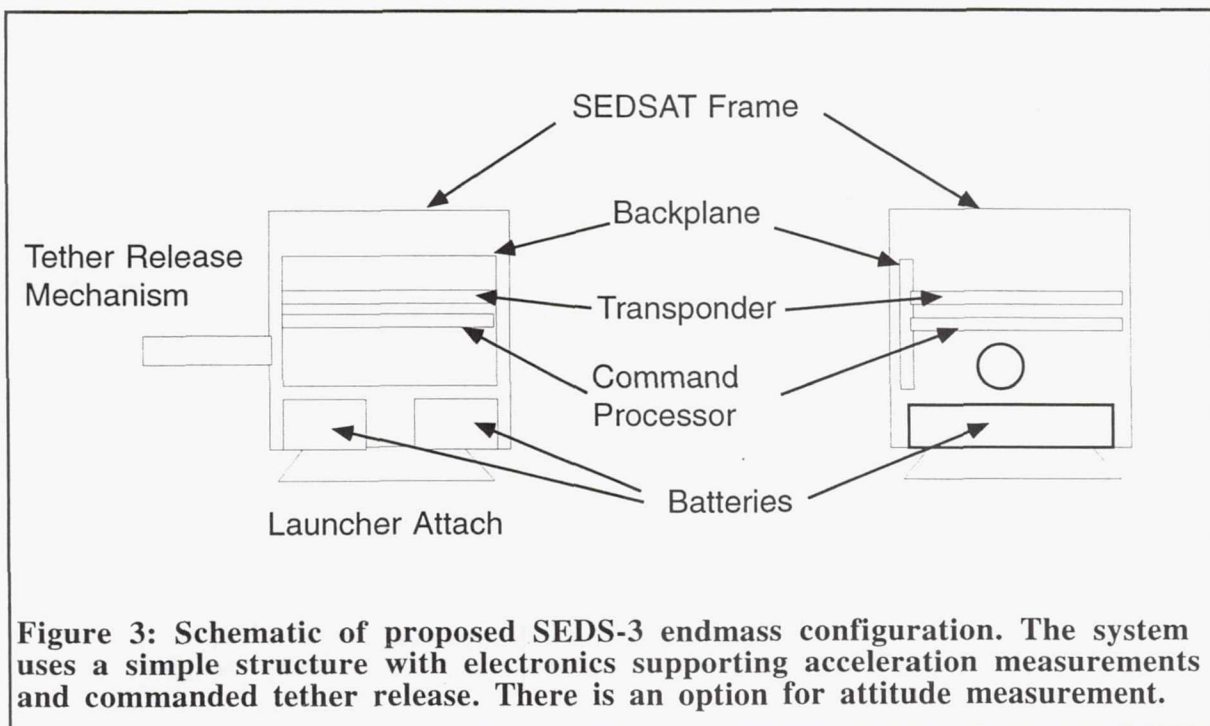 SEDSAT Frame
Backplane
Tether Release
Mechanism
Transponder
Command
Processor
Batteries
Launcher Attach
Figure 3: Schematic of proposed SEDS-3 endmass configuration. The system
uses a simple structure with electronics supporting acceleration measurements
and commanded tether release. There is an option for attitude measurement.